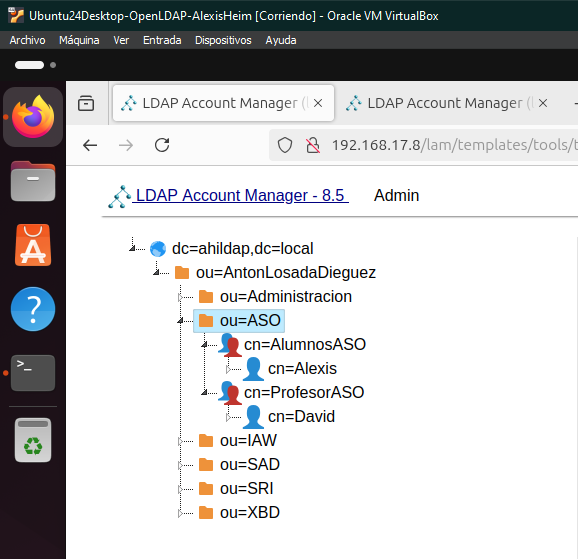 Ubuntu24Desktop-OpenLDAP-AlexisHeim [Corriendo] - Oracle VM VirtualBox
Archivo Máquina Ver Entrada Dispositivos Ayuda
LDAP Account Manager ( LDAP Account Manager (
192.168.17.8/lam/templates/tools/t
LDAP Account Manager - 8.5 Admin
dc=ahildap,dc=local
ou=AntonLosadaDieguez
ou=Administracion
ou=ASO
cn=AlumnosASO
cn=Alexis
cn=ProfesorASO
cn=David
ou=IAW
ou=SAD
ou=SRI
ou=XBD